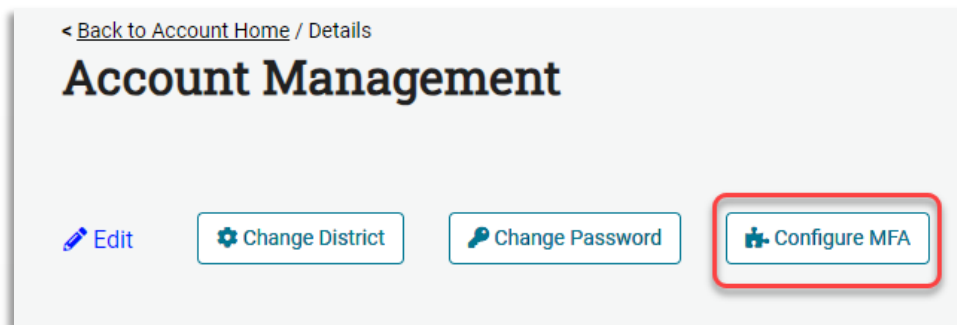 < Back to Account Home / Details
Account Management
Edit
Change District
Change Password
Configure MFA